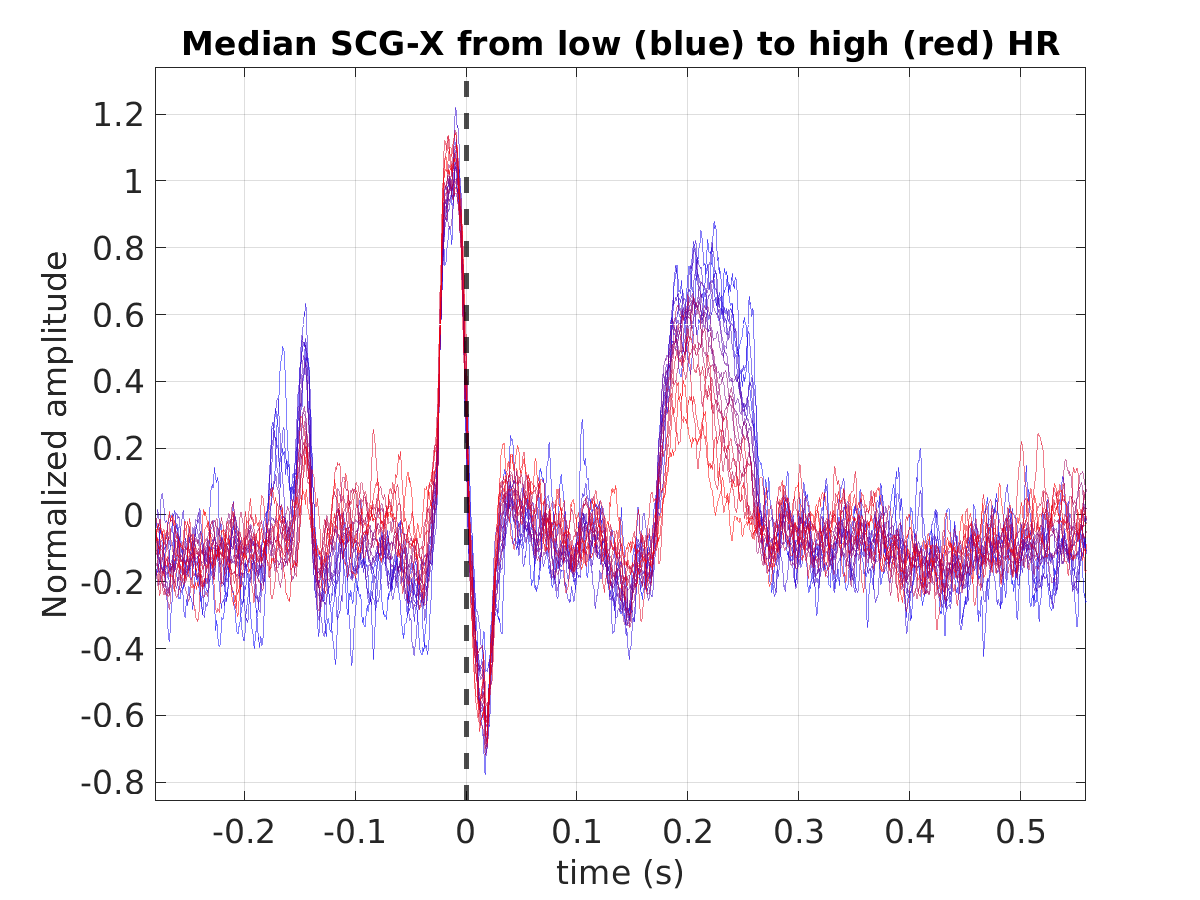 Median SCG-X from low (blue) to high (red) HR
Normalized amplitude
1.2
1
0.8
0.6
0.4
0.2
0
-0.2
-0.4
-0.6
-0.8
-0.2 -0.1 0 0.1 0.2 0.3 0.4 0.5
time (s)